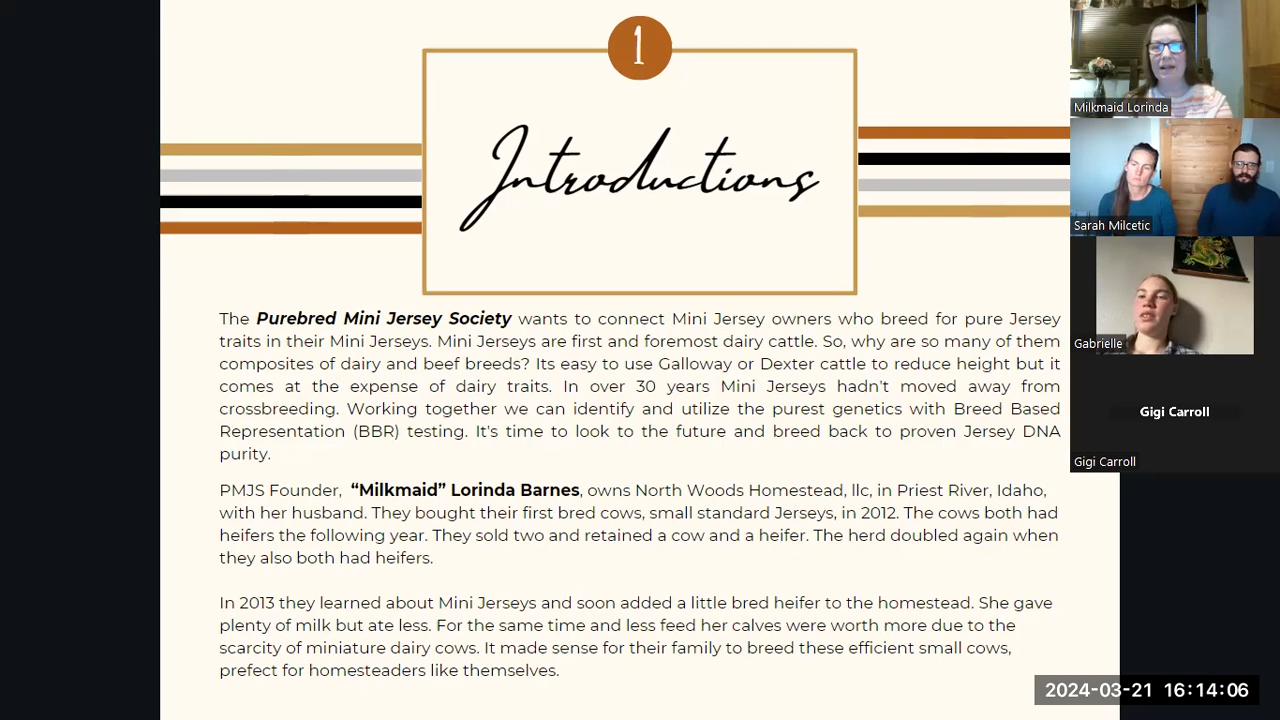 1
Introductions
The Purebred Mini Jersey Society wants to connect Mini Jersey owners who breed for pure Jersey
traits in their Mini Jerseys. Mini Jerseys are first and foremost dairy cattle. So, why are so many of them
composites of dairy and beef breeds? Its easy to use Galloway or Dexter cattle to reduce height but it
comes at the expense of dairy traits. In over 30 years Mini Jerseys hadn't moved away from
crossbreeding. Working together we can identify and utilize the purest genetics with Breed Based
Representation (BBR) testing. It's time to look to the future and breed back to proven Jersey DNA
purity.
PMJS Founder, “Milkmaid” Lorinda Barnes, owns North Woods Homestead, llc, in Priest River, Idaho,
with her husband. They bought their first bred cows, small standard Jerseys, in 2012. The cows both had
heifers the following year. They sold two and retained a cow and a heifer. The herd doubled again when
they also both had heifers.
In 2013 they learned about Mini Jerseys and soon added a little bred heifer to the homestead. She gave
plenty of milk but ate less. For the same time and less feed her calves were worth more due to the
scarcity of miniature dairy cows. It made sense for their family to breed these efficient small cows,
prefect for homesteaders like themselves.
Milkmaid Lorinda
Sarah Milcetic
Gabrielle
Gigi Carroll
Gigi Carroll
2024-03-21 16:14:06